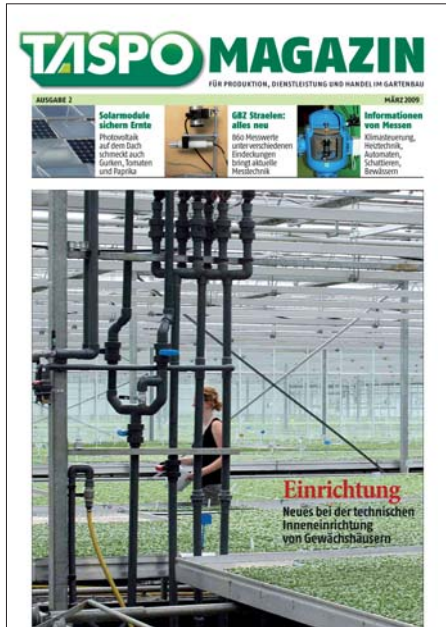 TASPO MAGAZIN
FÜR PRODUKTION, DIENSTLEISTUNG UND HANDEL IM GARTENBAU
AUSGABE 2 MÄRZ 2009
Solarmodule
sichern Ernte
Photovoltaik
auf dem Dach
schmeckt auch
Gurken, Tomaten
und Paprika
GBZ Straelen:
alles neu
860 Messwerte
unter verschiedenen
Eindeckungen
bringt aktuelle
Messtechnik
Informationen
von Messen
Klimasteuerung,
Heiztechnik,
Automaten,
Schattieren,
Bewässern
Einrichtung
Neues bei der technischen
Inneneinrichtung
von Gewächshäusern